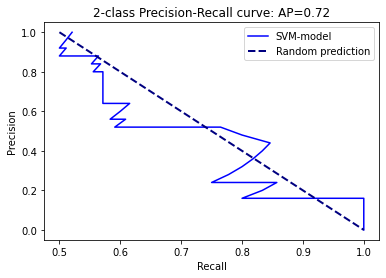 2-class Precision-Recall curve: AP=0.72
SVM-model
Random prediction
Precision
1.0
0.8
0.6
0.4
0.2
0.0
0.5 0.6 0.7 0.8 0.9 1.0
Recall